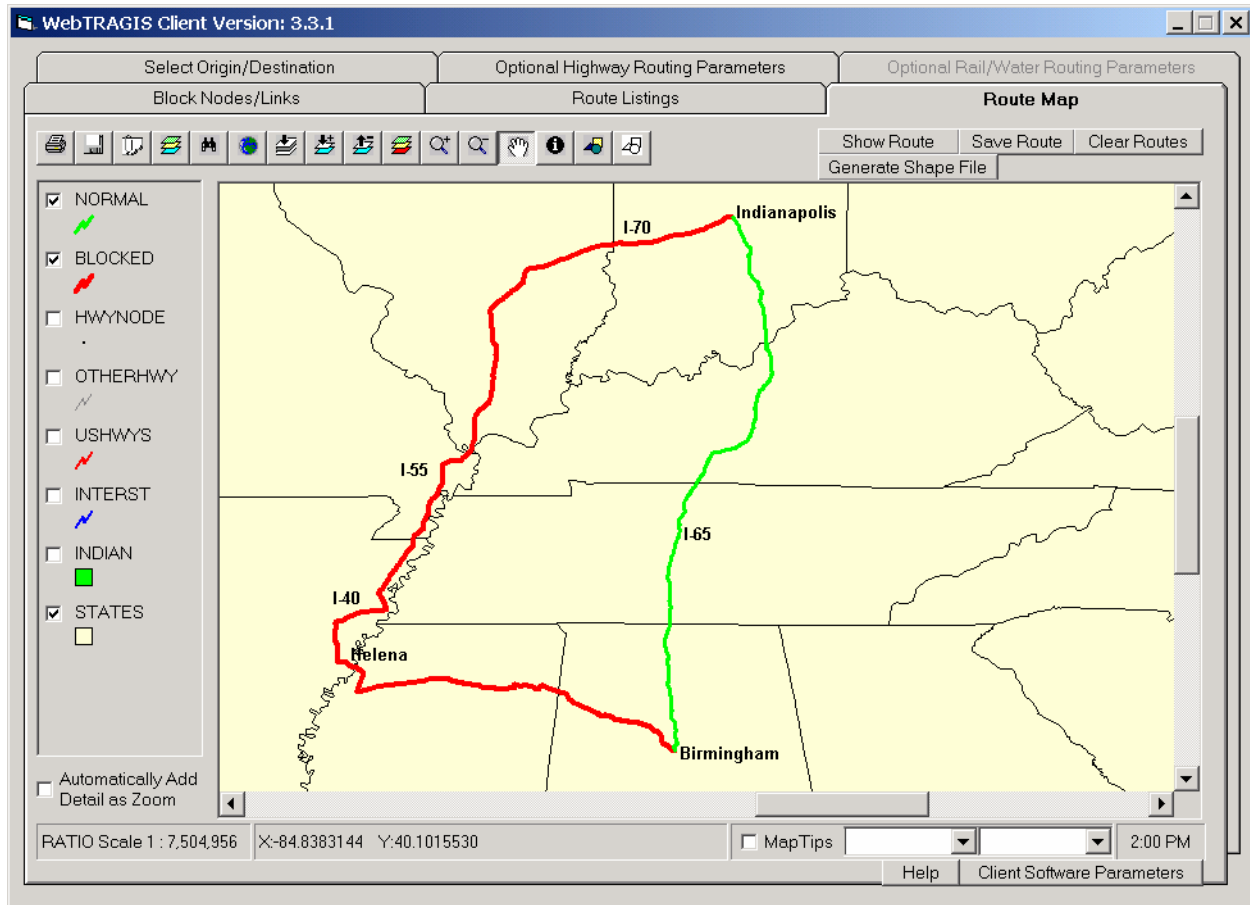 WebTRAGIS Client Version: 3.3.1
Select Origin/Destination
Optional Highway Routing Parameters
Optional Rail/Water Routing Parameters
Block Nodes/Links
Route Listings
Route Map
Show Route
Save Route
Clear Routes
Generate Shape File
NORMAL
BLOCKED
HWYNODE
OTHERHWY
USHWYS
INTERST
INDIAN
STATES
Automatically Add
Detail as Zoom
Indianapolis
I-70
I-55
I-65
I-40
Helena
Birmingham
RATIO Scale 1 : 7,504,956
X:-84.8383144 Y:40.1015530
MapTips
2:00 PM
Help
Client Software Parameters